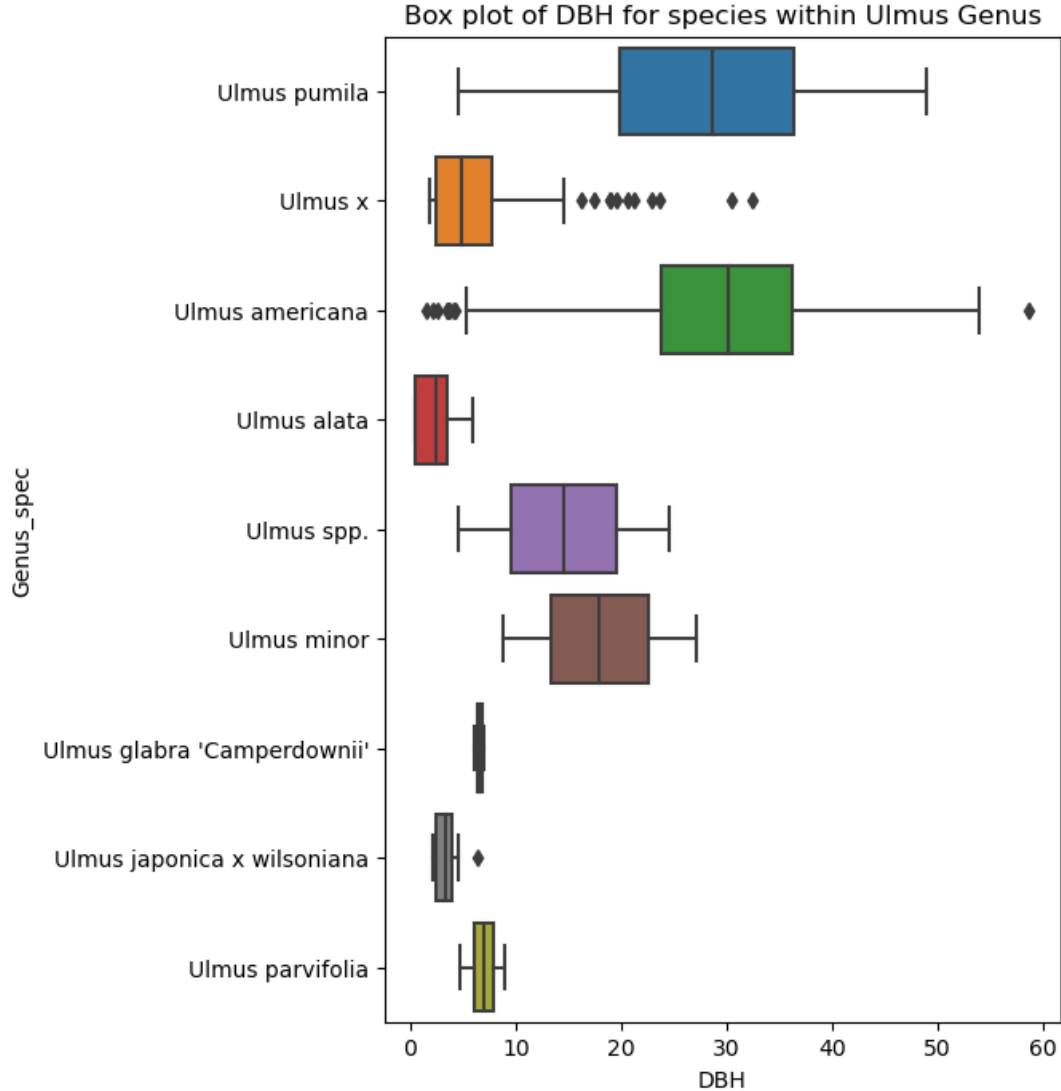 Box plot of DBH for species within Ulmus Genus
Ulmus pumila
Ulmus x
Ulmus americana
Ulmus alata
Ulmus spp.
Ulmus minor
Ulmus glabra 'Camperdownii'
Ulmus japonica x wilsoniana
Ulmus parvifolia
Genus_spec
0 10 20 30 40 50 60
DBH